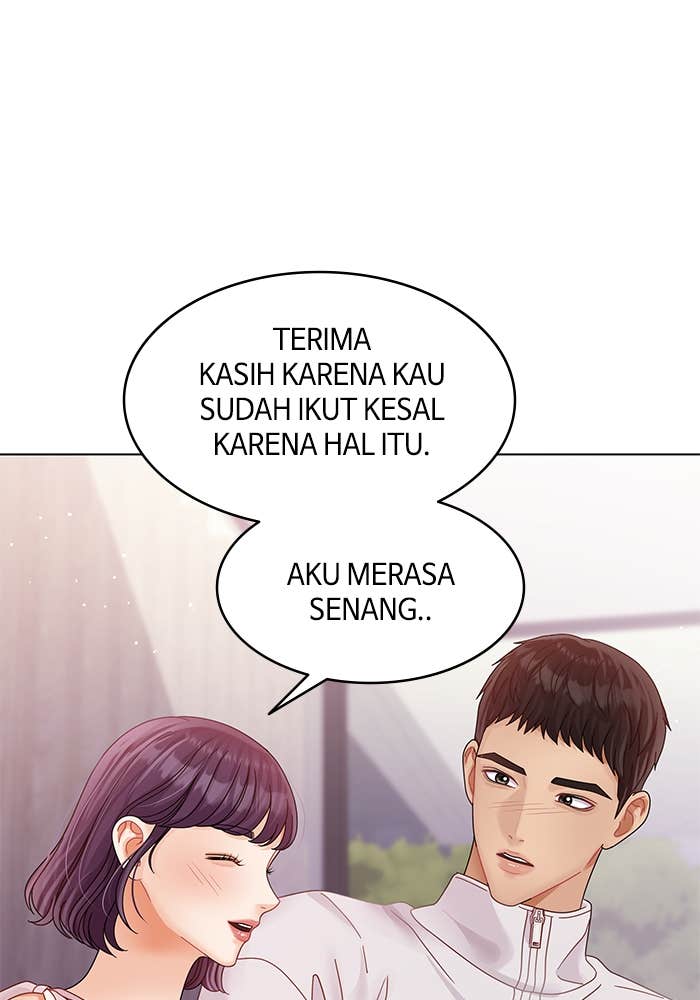 TERIMA
KASIH KARENA KAU
SUDAH IKUT KESAL
KARENA HAL ITU.
AKU MERASA
SENANG..